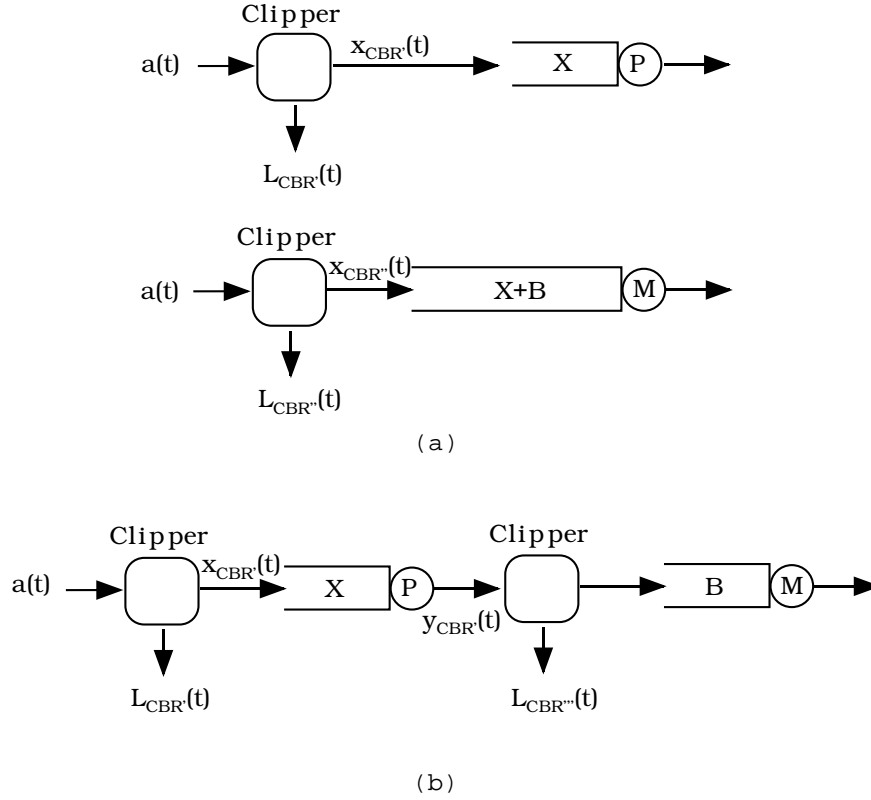 Clipper
a(t) x_CBR'(t) X P
L_CBR'(t)
Clipper
a(t) x_CBR''(t) X+B M
L_CBR''(t)
(a)
Clipper Clipper
a(t) x_CBR'(t) X P y_CBR'(t) B M
L_CBR'(t) L_CBR'''(t)
(b)